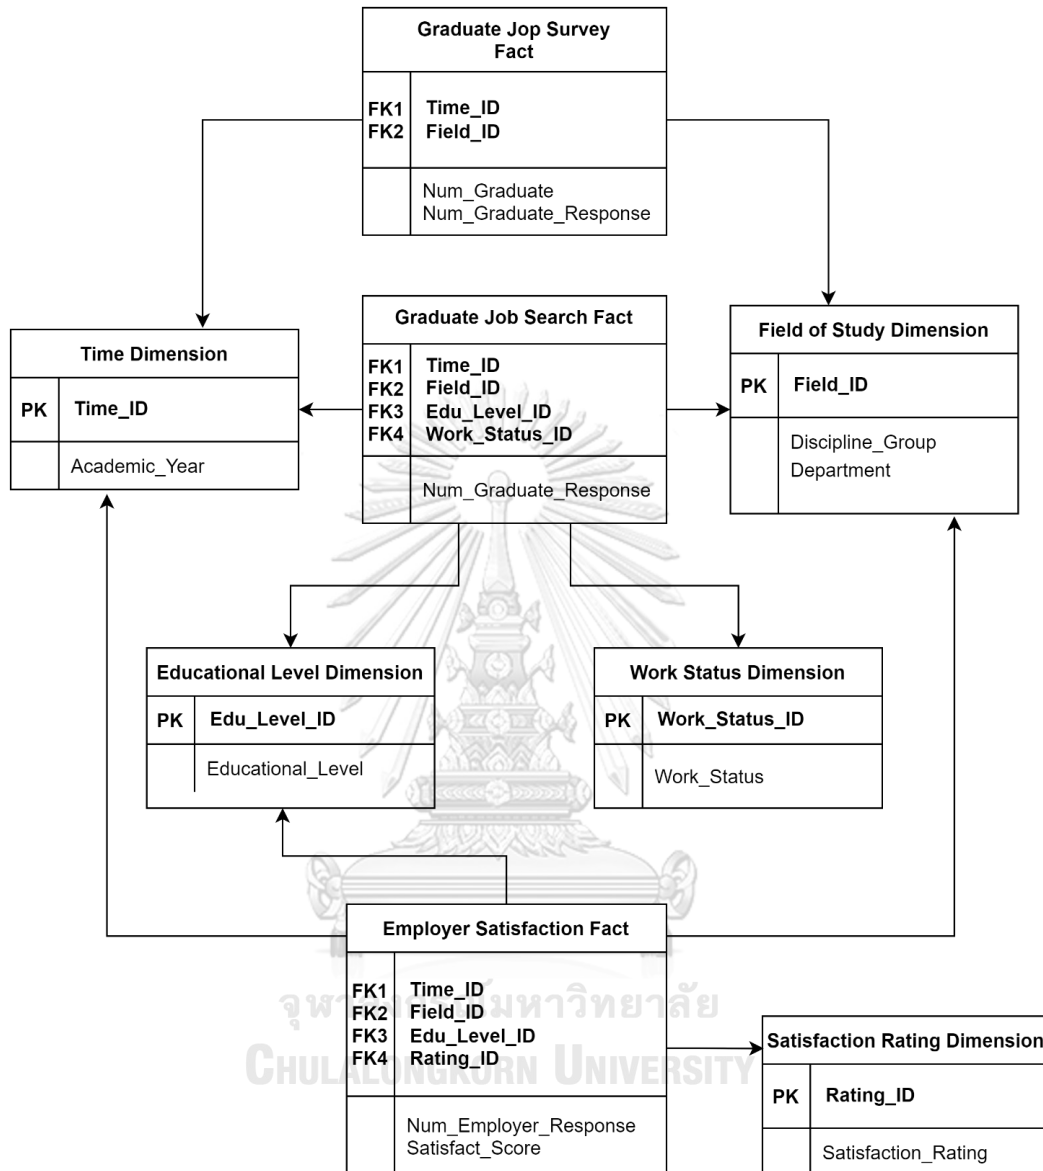 Graduate Jop Survey
Fact
FK1 Time_ID
FK2 Field_ID
Num_Graduate
Num_Graduate_Response
Graduate Job Search Fact
FK1 Time_ID
FK2 Field_ID
FK3 Edu_Level_ID
FK4 Work_Status_ID
Num_Graduate_Response
Time Dimension
PK Time_ID
Academic_Year
Field of Study Dimension
PK Field_ID
Discipline_Group
Department
Educational Level Dimension
PK Edu_Level_ID
Educational_Level
Work Status Dimension
PK Work_Status_ID
Work_Status
Employer Satisfaction Fact
FK1 Time_ID
FK2 Field_ID
FK3 Edu_Level_ID
FK4 Rating_ID
Num_Employer_Response
Satisfact_Score
Satisfaction Rating Dimension
PK Rating_ID
Satisfaction_Rating
จุฬาลงกรณ์มหาวิทยาลัย
CHULALONGKORN UNIVERSITY